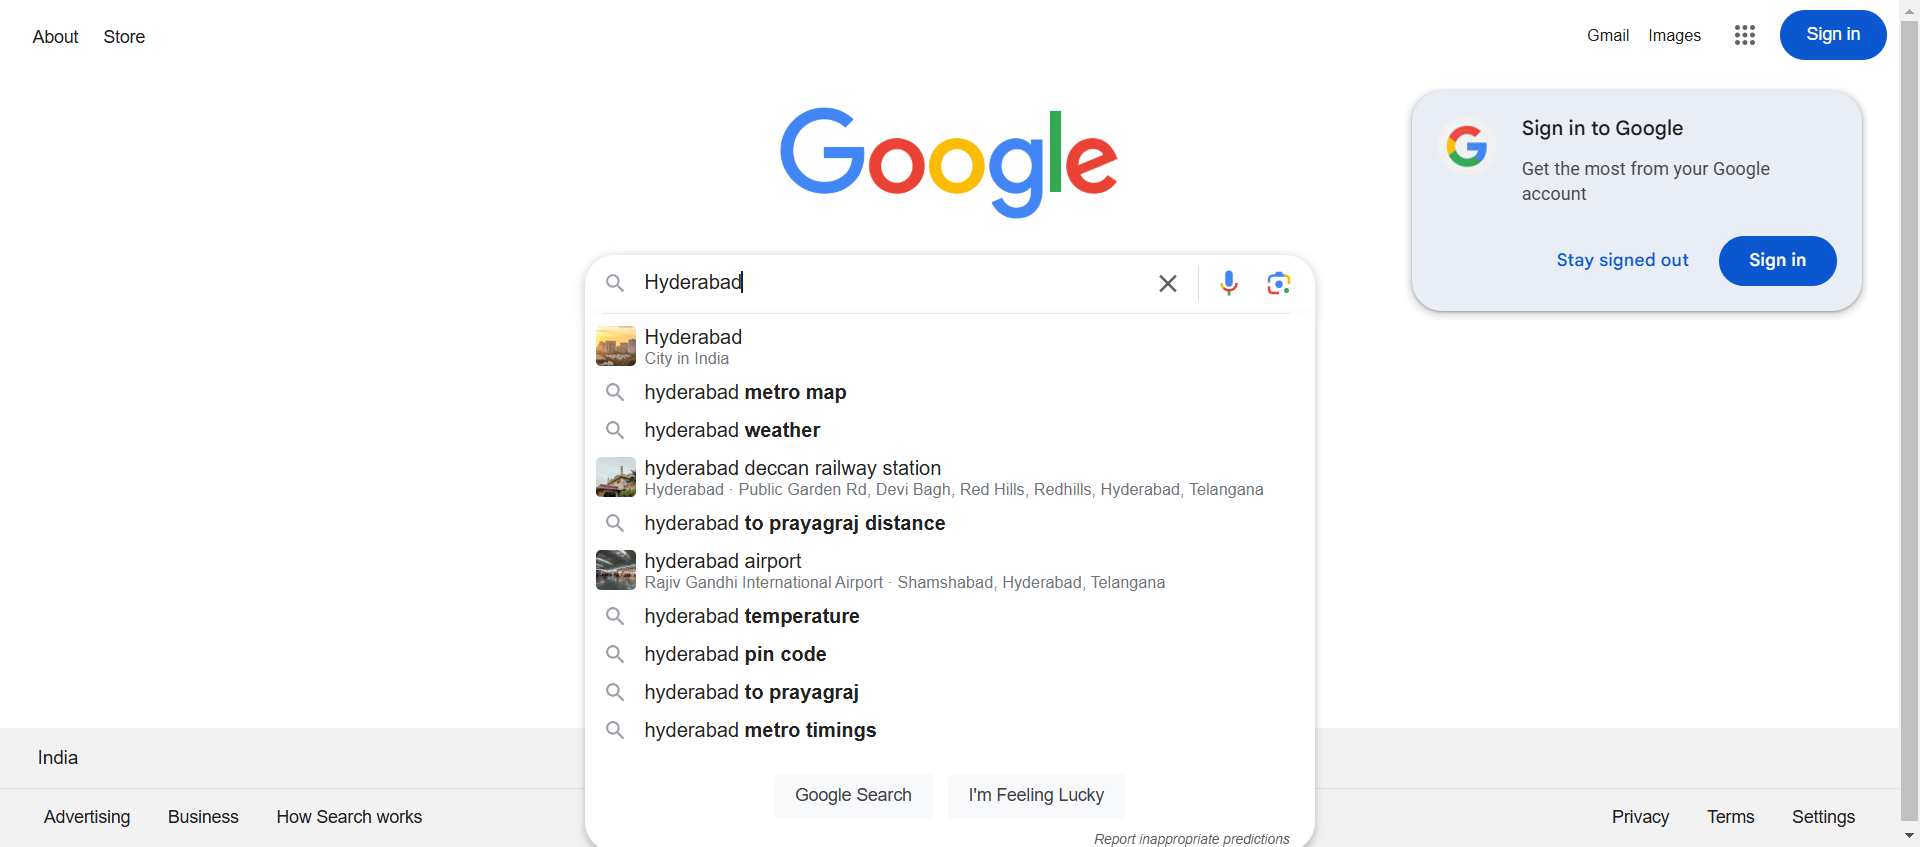 About Store
Gmail Images Sign in
Google
Sign in to Google
Get the most from your Google
account
Stay signed out Sign in
Hyderabad
Hyderabad
City in India
hyderabad metro map
hyderabad weather
hyderabad deccan railway station
Hyderabad · Public Garden Rd, Devi Bagh, Red Hills, Redhills, Hyderabad, Telangana
hyderabad to prayagraj distance
hyderabad airport
Rajiv Gandhi International Airport · Shamshabad, Hyderabad, Telangana
hyderabad temperature
hyderabad pin code
hyderabad to prayagraj
hyderabad metro timings
Google Search I'm Feeling Lucky
Report inappropriate predictions
India
Advertising Business How Search works
Privacy Terms Settings